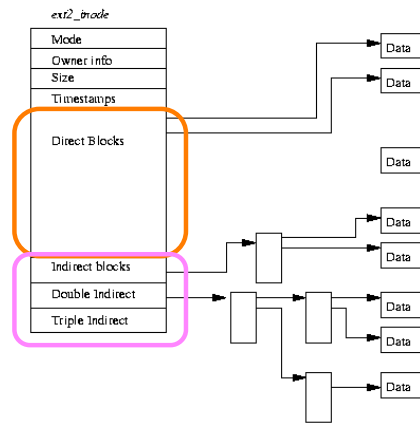 ext2_inode
Mode
Owner info
Size
Timestamps
Direct Blocks
Indirect blocks
Double Indirect
Triple Indirect
Data
Data
Data
Data
Data
Data
Data
Data